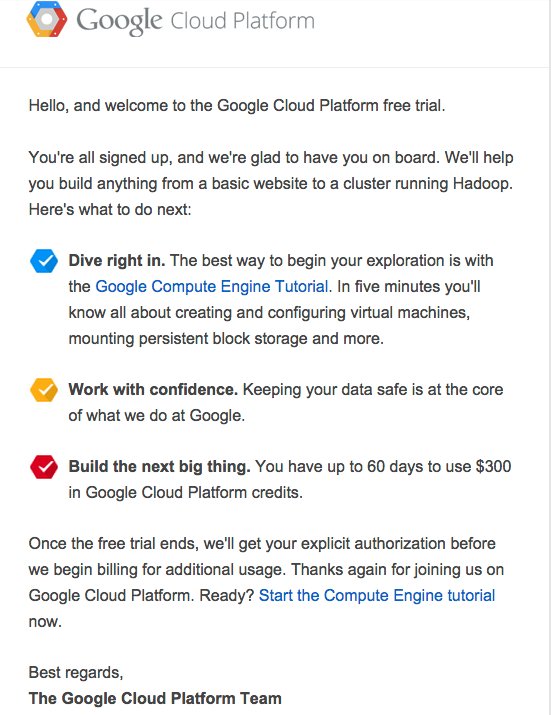 Google Cloud Platform
Hello, and welcome to the Google Cloud Platform free trial.
You're all signed up, and we're glad to have you on board. We'll help
you build anything from a basic website to a cluster running Hadoop.
Here's what to do next:
Dive right in. The best way to begin your exploration is with
the Google Compute Engine Tutorial. In five minutes you'll
know all about creating and configuring virtual machines,
mounting persistent block storage and more.
Work with confidence. Keeping your data safe is at the core
of what we do at Google.
Build the next big thing. You have up to 60 days to use $300
in Google Cloud Platform credits.
Once the free trial ends, we'll get your explicit authorization before
we begin billing for additional usage. Thanks again for joining us on
Google Cloud Platform. Ready? Start the Compute Engine tutorial
now.
Best regards,
The Google Cloud Platform Team